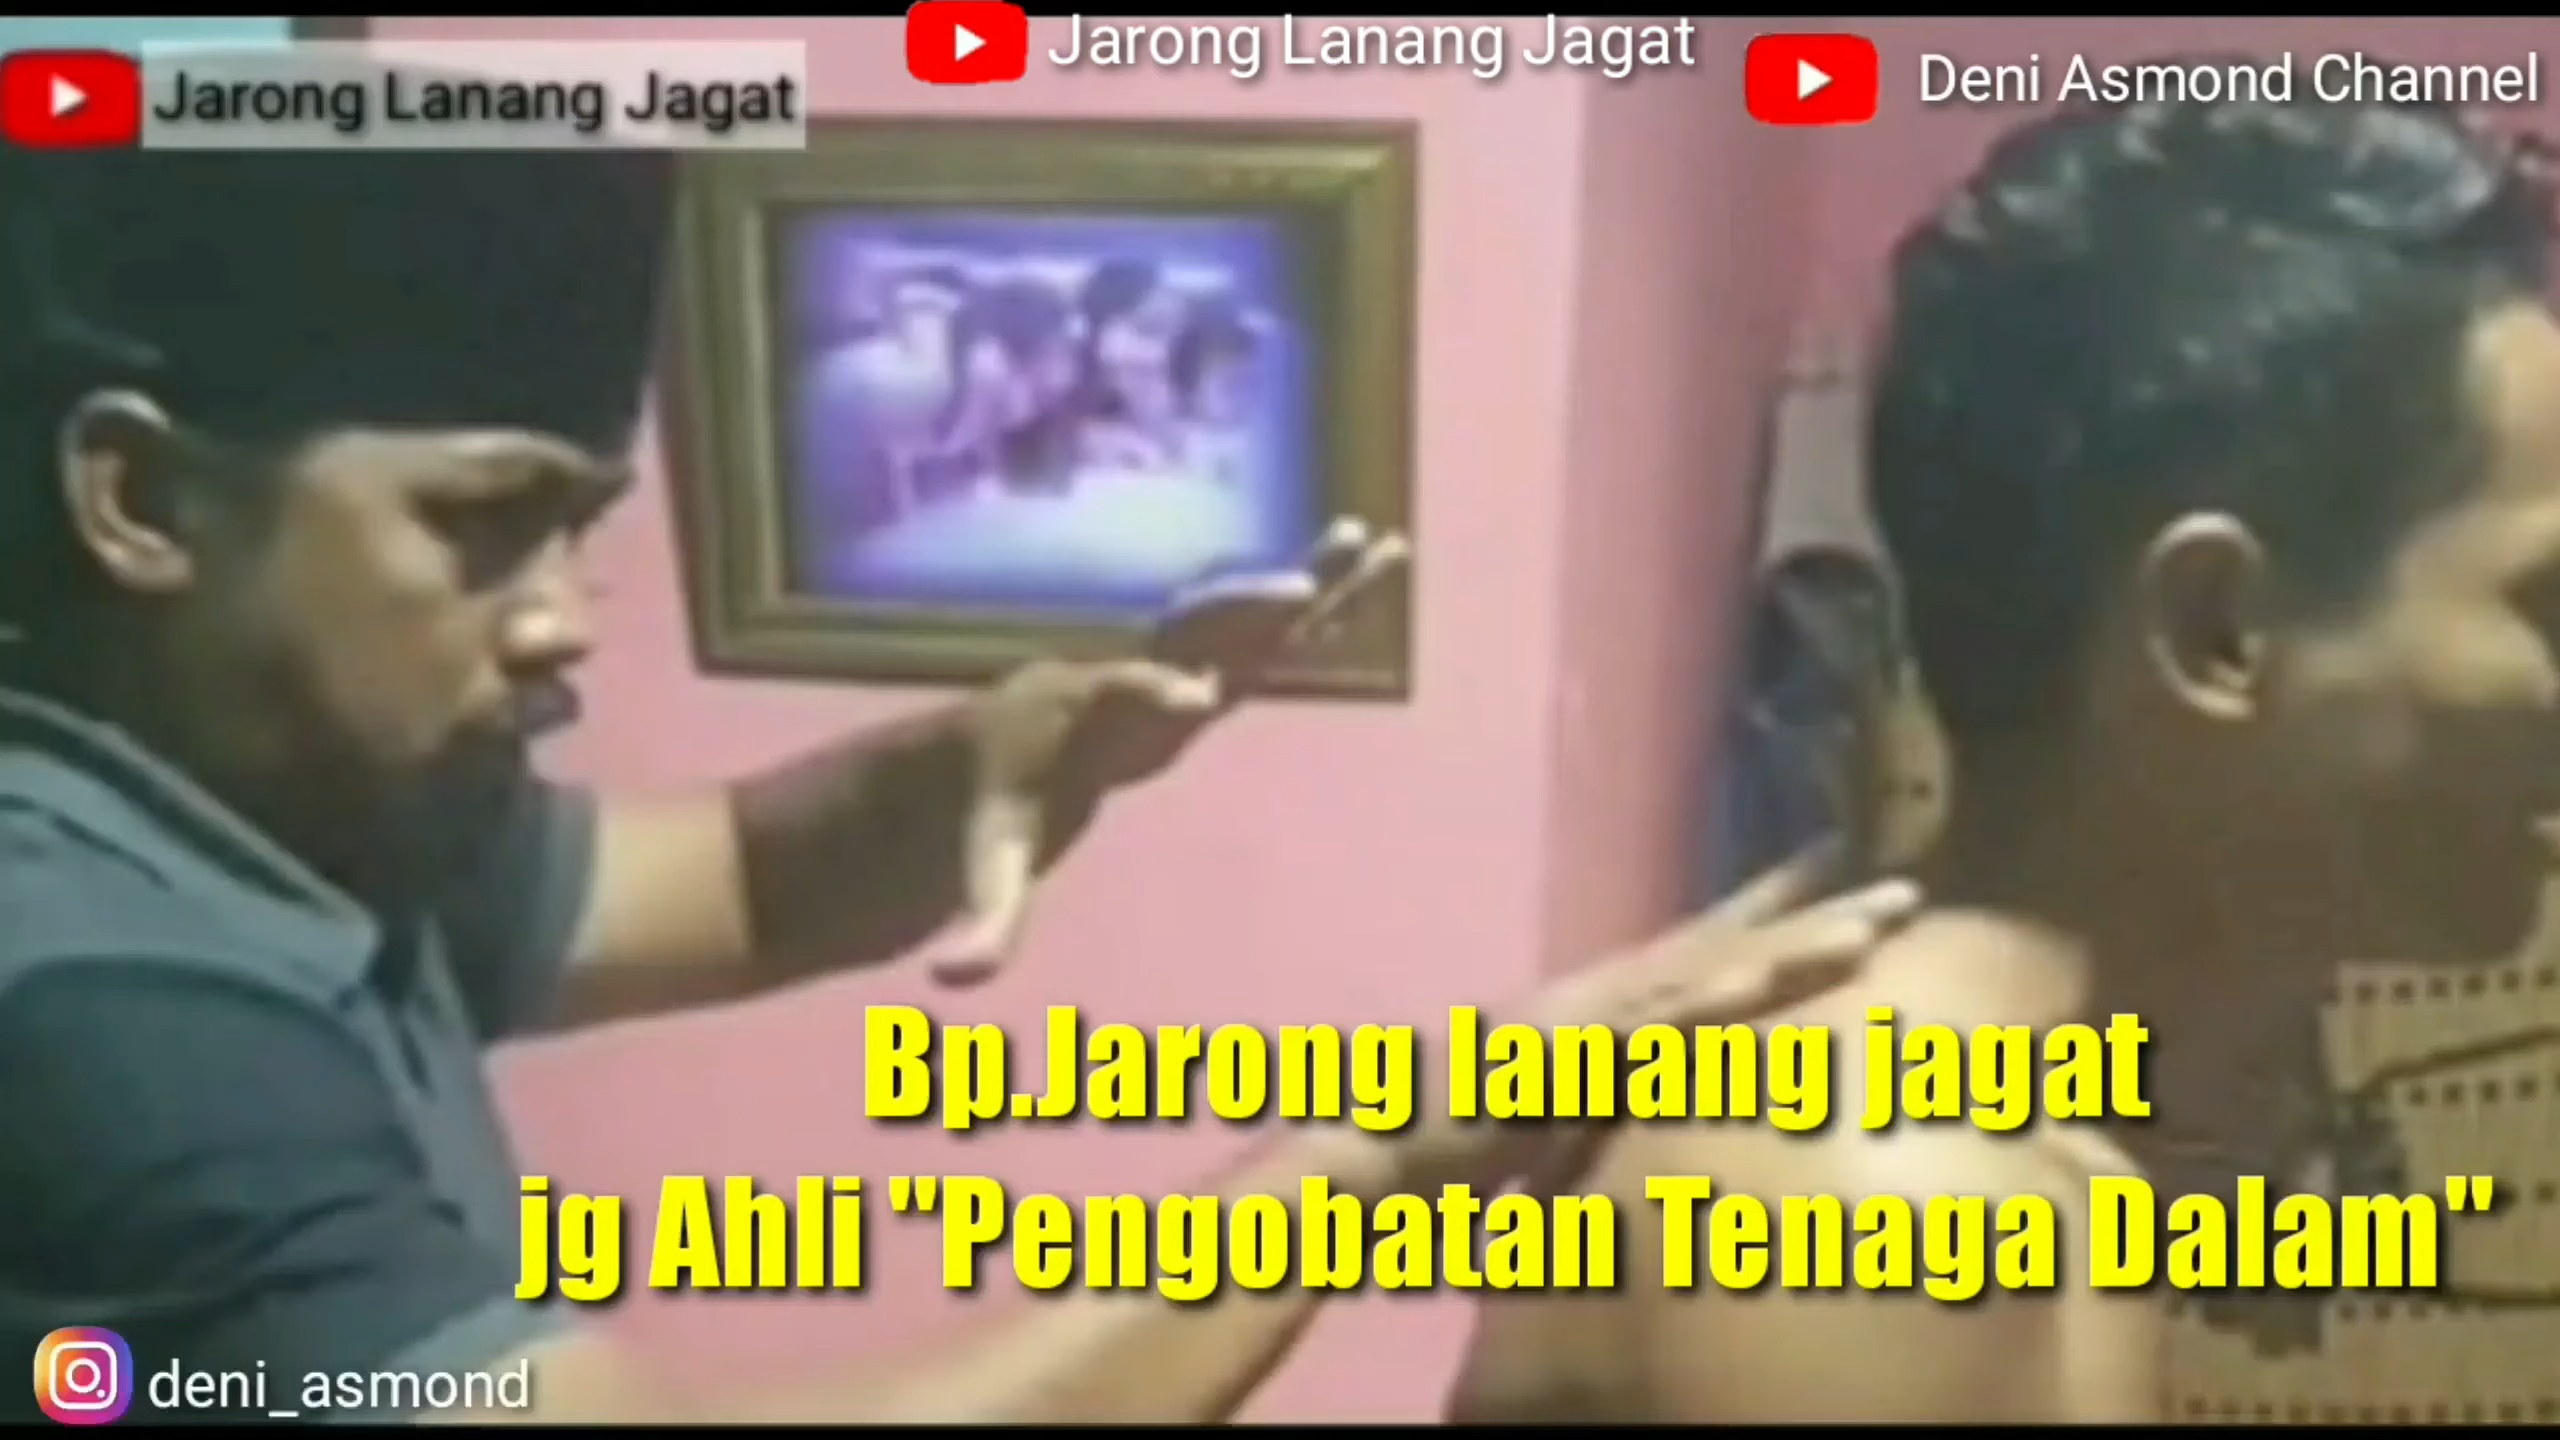 Jarong Lanang Jagat
Jarong Lanang Jagat
Deni Asmond Channel
Bp.Jarong lanang jagat
jg Ahli "Pengobatan Tenaga Dalam"
deni_asmond